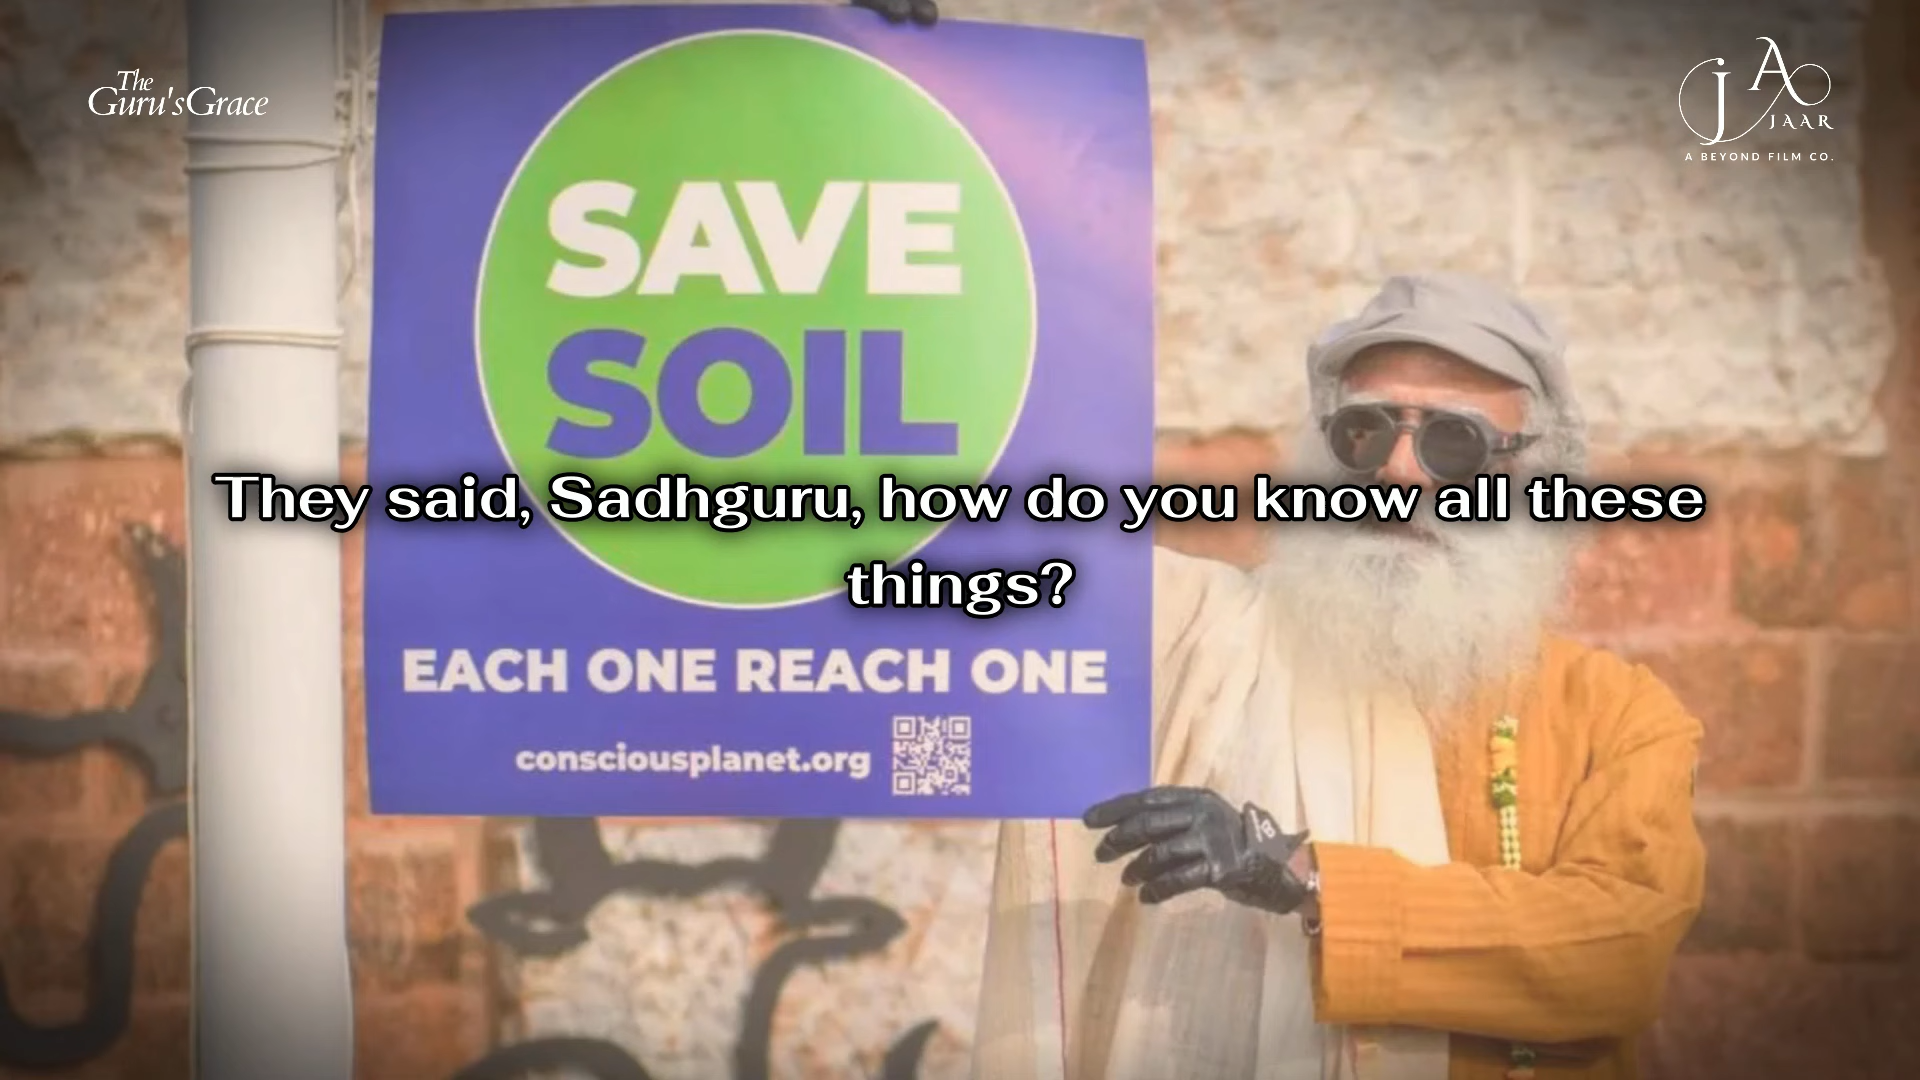 The
Guru'sGrace
JA
JAAR
A BEYOND FILM CO.
SAVE
SOIL
They said, Sadhguru, how do you know all these
things?
EACH ONE REACH ONE
consciousplanet.org
B